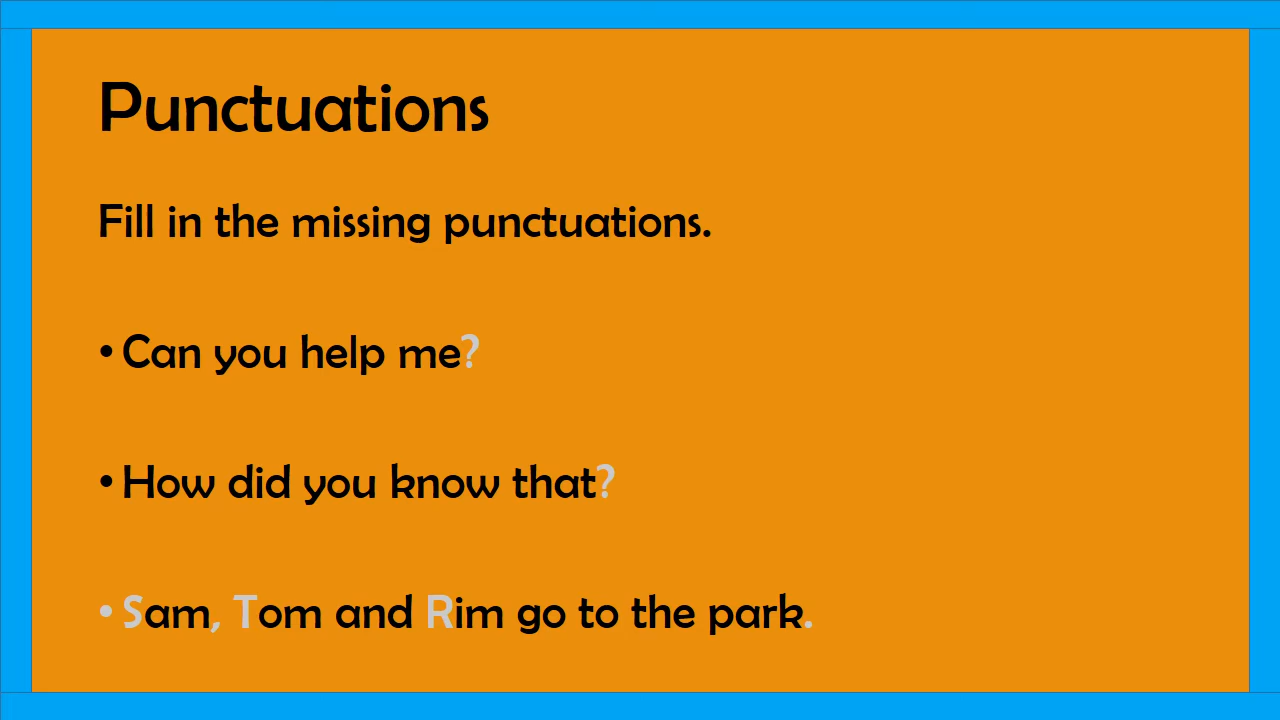 Punctuations
Fill in the missing punctuations.
• Can you help me?
• How did you know that?
• Sam, Tom and Rim go to the park.